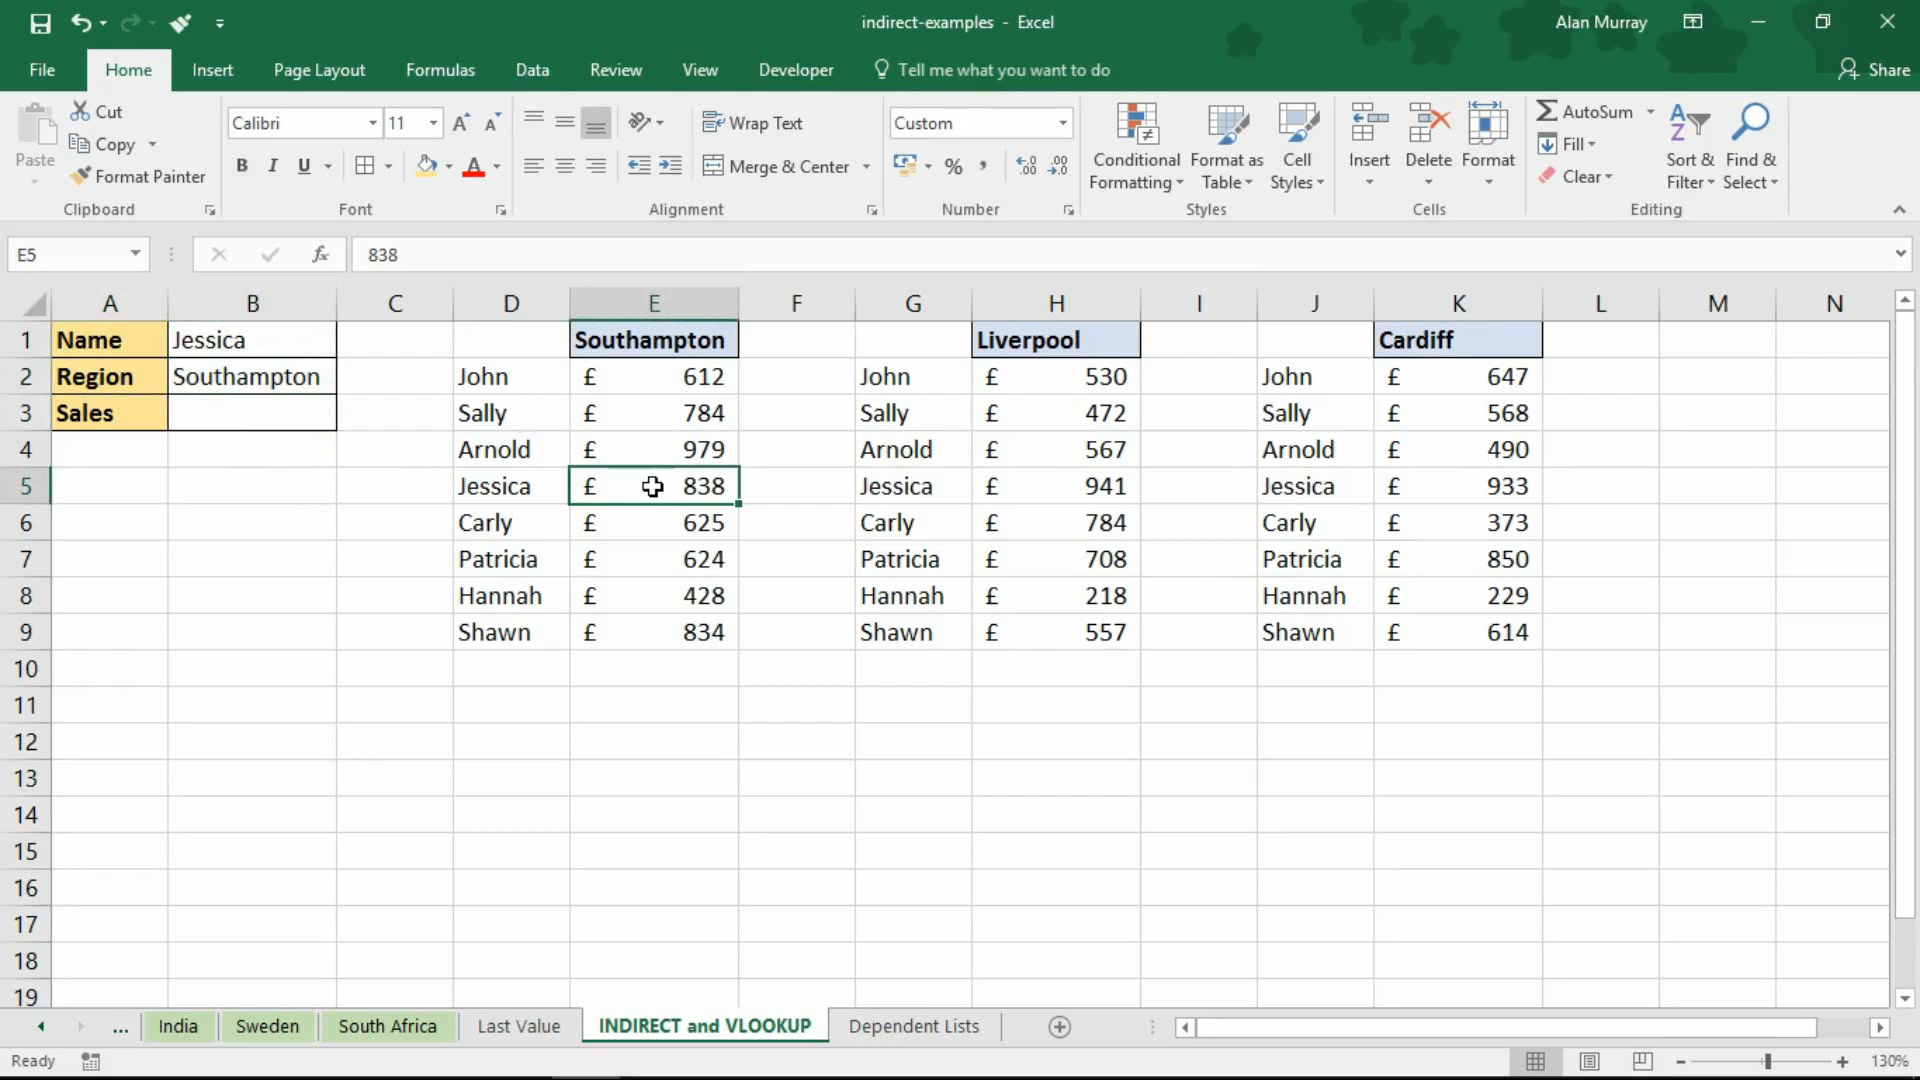 indirect-examples - Excel
Alan Murray
File Home Insert Page Layout Formulas Data Review View Developer Tell me what you want to do Share
Paste
Cut
Copy
Format Painter
Clipboard
Calibri 11
B I U
Font
Wrap Text
Merge & Center
Alignment
Custom
% ,
Number
Conditional Formatting
Format as Table
Cell Styles
Styles
Insert Delete Format
Cells
AutoSum
Fill
Clear
Sort & Filter
Find & Select
Editing
E5 fx 838
A B C D E F G H I J K L M N
1 Name Jessica Southampton Liverpool Cardiff
2 Region Southampton John £ 612 John £ 530 John £ 647
3 Sales Sally £ 784 Sally £ 472 Sally £ 568
4 Arnold £ 979 Arnold £ 567 Arnold £ 490
5 Jessica £ 838 Jessica £ 941 Jessica £ 933
6 Carly £ 625 Carly £ 784 Carly £ 373
7 Patricia £ 624 Patricia £ 708 Patricia £ 850
8 Hannah £ 428 Hannah £ 218 Hannah £ 229
9 Shawn £ 834 Shawn £ 557 Shawn £ 614
10
11
12
13
14
15
16
17
18
19
... India Sweden South Africa Last Value INDIRECT and VLOOKUP Dependent Lists
Ready 130%